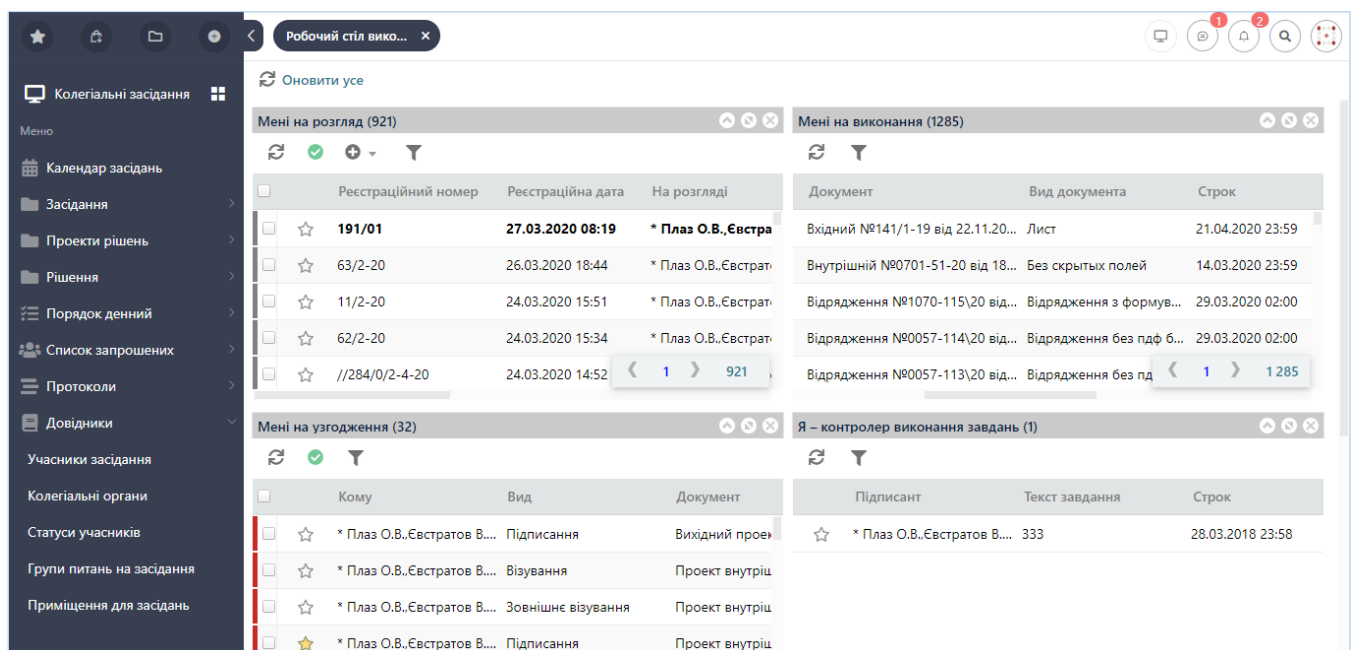 Робочий стіл вико... ×
1
2
Колегіальні засідання
Меню
Календар засідань
Засідання
Проекти рішень
Рішення
Порядок денний
Список запрошених
Протоколи
Довідники
Учасники засідання
Колегіальні органи
Статуси учасників
Групи питань на засідання
Приміщення для засідань
Оновити усе
Мені на розгляд (921)
Реєстраційний номер Реєстраційна дата На розгляді
191/01 27.03.2020 08:19 * Плаз О.В.,Євстра
63/2-20 26.03.2020 18:44 * Плаз О.В.,Євстрат
11/2-20 24.03.2020 15:51 * Плаз О.В.,Євстрат
62/2-20 24.03.2020 15:34 * Плаз О.В.,Євстрат
//284/0/2-4-20 24.03.2020 14:52
1 921
Мені на виконання (1285)
Документ Вид документа Строк
Вхідний №141/1-19 від 22.11.20... Лист 21.04.2020 23:59
Внутрішній №0701-51-20 від 18... Без скрытых полей 14.03.2020 23:59
Відрядження №1070-115\20 від... Відрядження з формув... 29.03.2020 02:00
Відрядження №0057-114\20 від... Відрядження без пдф б... 29.03.2020 02:00
Відрядження №0057-113\20 від... Відрядження без пд
1 1 285
Мені на узгодження (32)
Кому Вид Документ
* Плаз О.В.,Євстратов В.... Підписання Вихідний проек
* Плаз О.В.,Євстратов В.... Візування Проект внутріш
* Плаз О.В.,Євстратов В.... Зовнішнє візування Проект внутріш
* Плаз О.В.,Євстратов В.... Підписання Проект внутріш
Я – контролер виконання завдань (1)
Підписант Текст завдання Строк
* Плаз О.В.,Євстратов В.... 333 28.03.2018 23:58